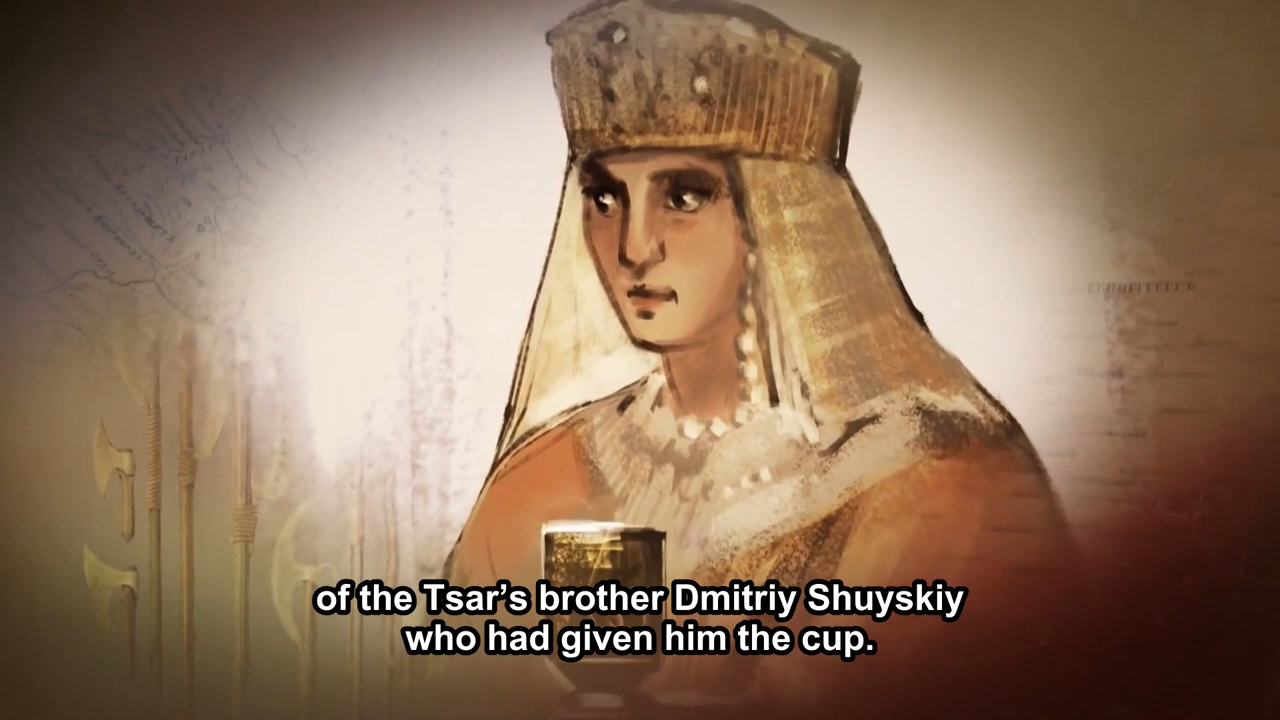 of the Tsar’s brother Dmitriy Shuyskiy
who had given him the cup.